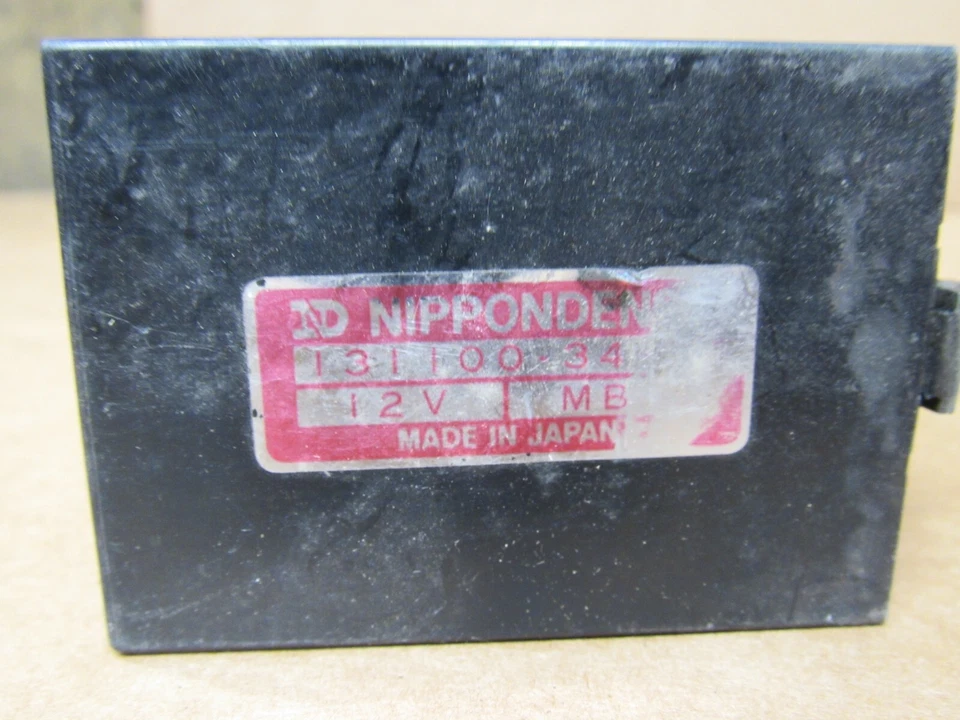 ND NIPPONDEN
131100-34
12V MB
MADE IN JAPAN